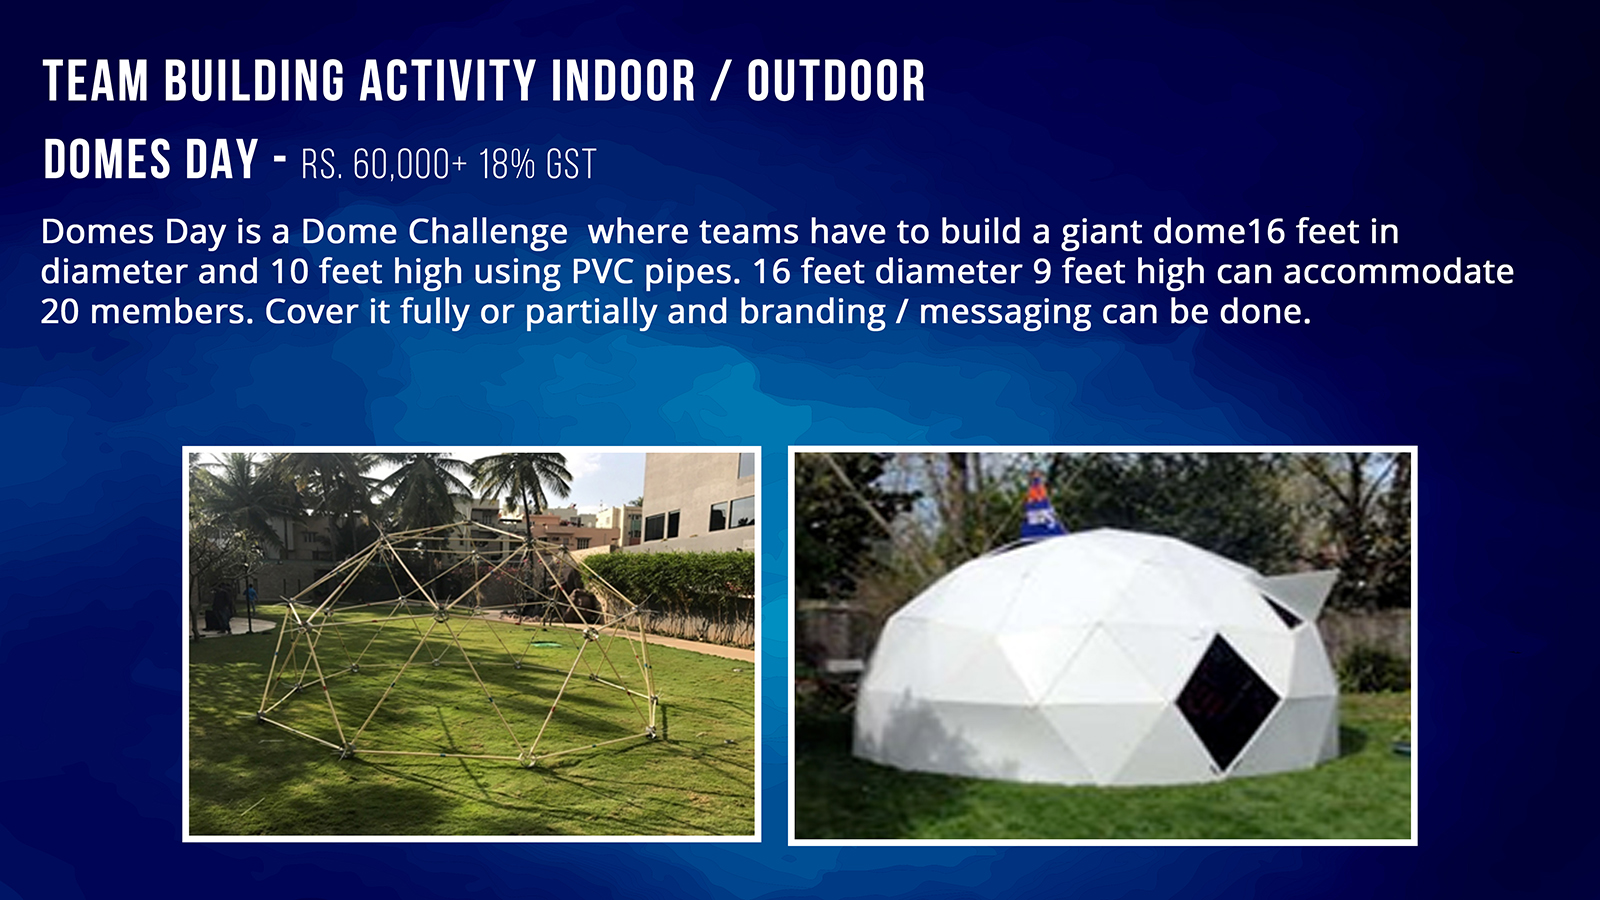 TEAM BUILDING ACTIVITY INDOOR / OUTDOOR
DOMES DAY - RS. 60,000+ 18% GST
Domes Day is a Dome Challenge  where teams have to build a giant dome16 feet in
diameter and 10 feet high using PVC pipes. 16 feet diameter 9 feet high can accommodate
20 members. Cover it fully or partially and branding / messaging can be done.